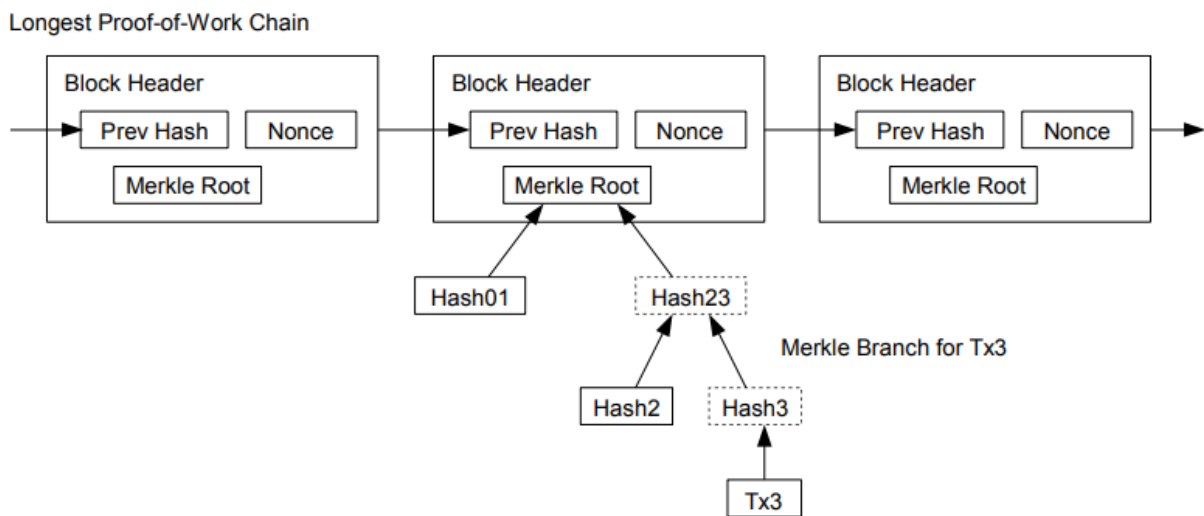 Longest Proof-of-Work Chain
Block Header
Prev Hash
Nonce
Merkle Root
Block Header
Prev Hash
Nonce
Merkle Root
Block Header
Prev Hash
Nonce
Merkle Root
Hash01
Hash23
Merkle Branch for Tx3
Hash2
Hash3
Tx3